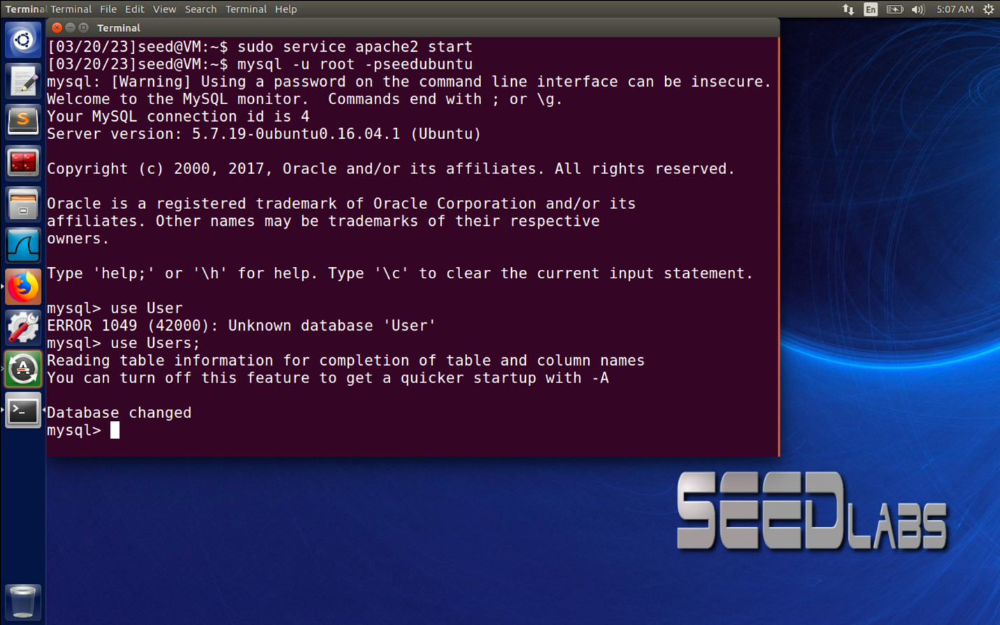 Terminal Terminal File Edit View Search Terminal Help En 5:07 AM
Terminal
[03/20/23]seed@VM:~$ sudo service apache2 start
[03/20/23]seed@VM:~$ mysql -u root -pseedubuntu
mysql: [Warning] Using a password on the command line interface can be insecure.
Welcome to the MySQL monitor.  Commands end with ; or \g.
Your MySQL connection id is 4
Server version: 5.7.19-0ubuntu0.16.04.1 (Ubuntu)
Copyright (c) 2000, 2017, Oracle and/or its affiliates. All rights reserved.
Oracle is a registered trademark of Oracle Corporation and/or its
affiliates. Other names may be trademarks of their respective
owners.
Type 'help;' or '\h' for help. Type '\c' to clear the current input statement.
mysql> use User
ERROR 1049 (42000): Unknown database 'User'
mysql> use Users;
Reading table information for completion of table and column names
You can turn off this feature to get a quicker startup with -A
Database changed
mysql>
SEEDLABS